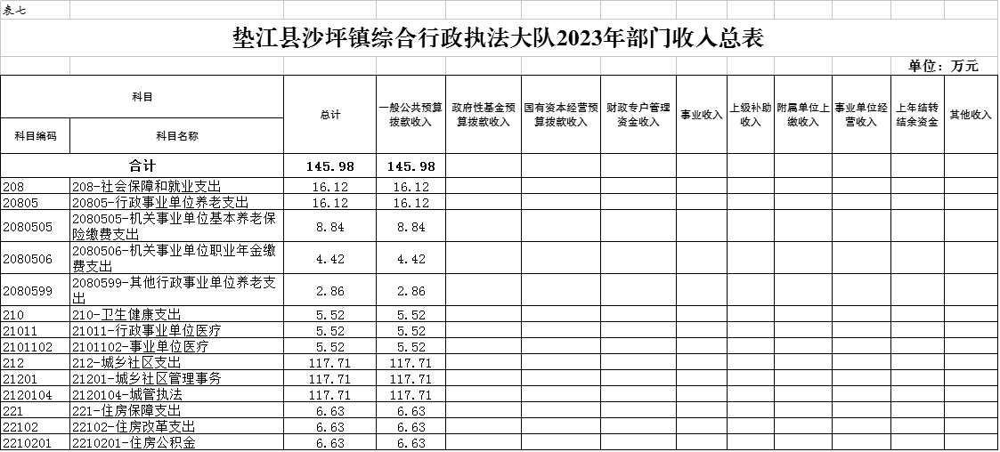 表七
垫江县沙坪镇综合行政执法大队2023年部门收入总表
单位：万元
科目 总计 一般公共预算拨款收入 政府性基金预算拨款收入 国有资本经营预算拨款收入 财政专户管理资金收入 事业收入 上级补助收入 附属单位上缴收入 事业单位经营收入 上年结转结余资金 其他收入
科目编码 科目名称
合计 145.98 145.98
208 208-社会保障和就业支出 16.12 16.12
20805 20805-行政事业单位养老支出 16.12 16.12
2080505 2080505-机关事业单位基本养老保险缴费支出 8.84 8.84
2080506 2080506-机关事业单位职业年金缴费支出 4.42 4.42
2080599 2080599-其他行政事业单位养老支出 2.86 2.86
210 210-卫生健康支出 5.52 5.52
21011 21011-行政事业单位医疗 5.52 5.52
2101102 2101102-事业单位医疗 5.52 5.52
212 212-城乡社区支出 117.71 117.71
21201 21201-城乡社区管理事务 117.71 117.71
2120104 2120104-城管执法 117.71 117.71
221 221-住房保障支出 6.63 6.63
22102 22102-住房改革支出 6.63 6.63
2210201 2210201-住房公积金 6.63 6.63